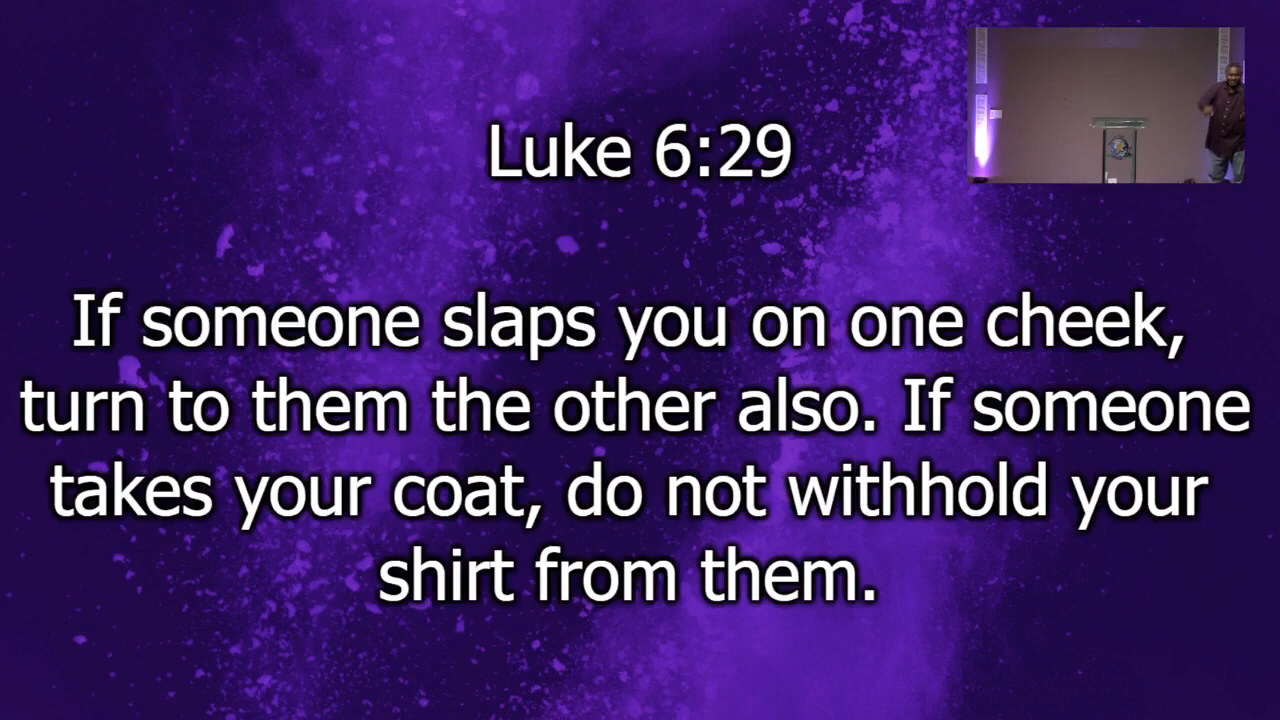 Luke 6:29
If someone slaps you on one cheek,
turn to them the other also. If someone
takes your coat, do not withhold your
shirt from them.